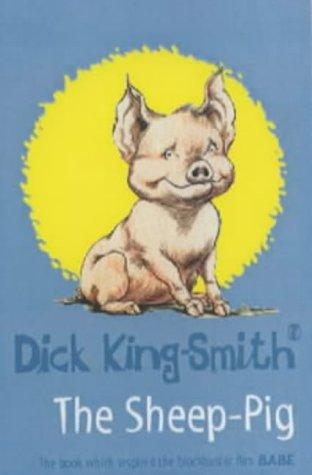 Dick King-Smith
The Sheep-Pig
The book which inspired the blockbuster film BABE